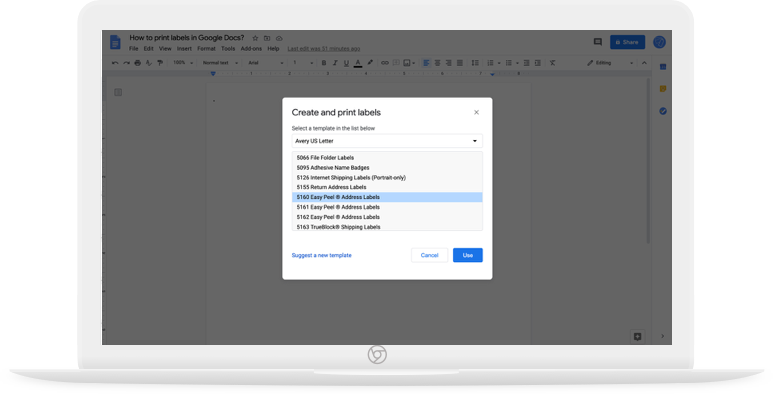 How to print labels in Google Docs?
File Edit View Insert Format Tools Add-ons Help Last edit was 51 minutes ago
Share
100% Normal text Arial 1 B I U A Editing
Create and print labels
Select a template in the list below
Avery US Letter
5066 File Folder Labels
5095 Adhesive Name Badges
5126 Internet Shipping Labels (Portrait-only)
5155 Return Address Labels
5160 Easy Peel ® Address Labels
5161 Easy Peel ® Address Labels
5162 Easy Peel ® Address Labels
5163 TrueBlock® Shipping Labels
Suggest a new template
Cancel
Use